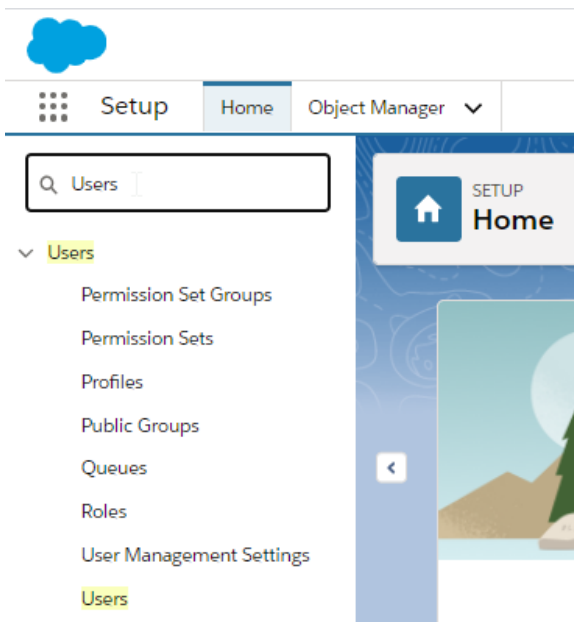 Setup Home Object Manager
Users
SETUP
Home
Users
Permission Set Groups
Permission Sets
Profiles
Public Groups
Queues
Roles
User Management Settings
Users